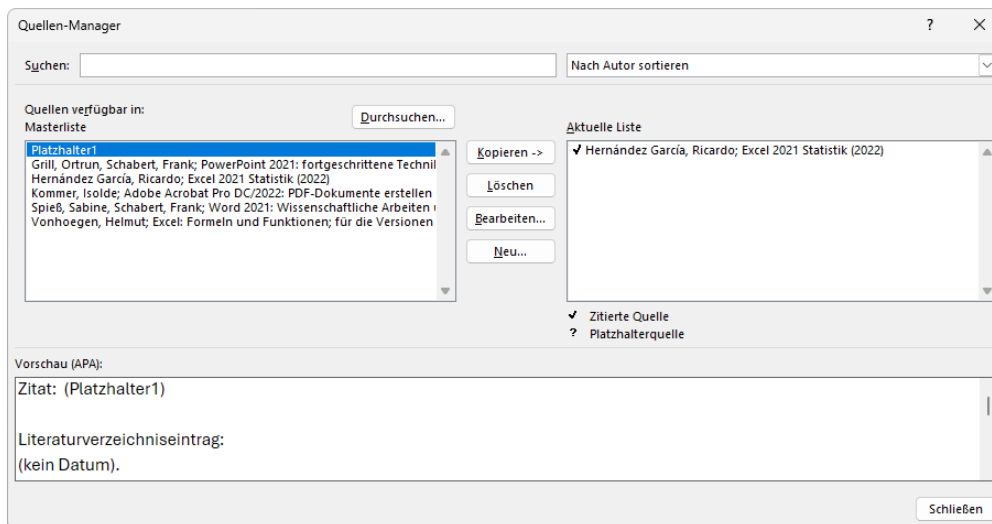 Quellen-Manager
?
Suchen:
Nach Autor sortieren
Quellen verfügbar in:
Masterliste
Durchsuchen...
Aktuelle Liste
Platzhalter1
Grill, Ortrun, Schabert, Frank; PowerPoint 2021: fortgeschrittene Technil
Hernández García, Ricardo; Excel 2021 Statistik (2022)
Kommer, Isolde; Adobe Acrobat Pro DC/2022: PDF-Dokumente erstellen
Spieß, Sabine, Schabert, Frank; Word 2021: Wissenschaftliche Arbeiten
Vonhoegen, Helmut; Excel: Formeln und Funktionen; für die Versionen
Kopieren ->
Löschen
Bearbeiten...
Neu...
✔ Hernández García, Ricardo; Excel 2021 Statistik (2022)
✔ Zitierte Quelle
? Platzhalterquelle
Vorschau (APA):
Zitat: (Platzhalter1)
Literaturverzeichniseintrag:
(kein Datum).
Schließen